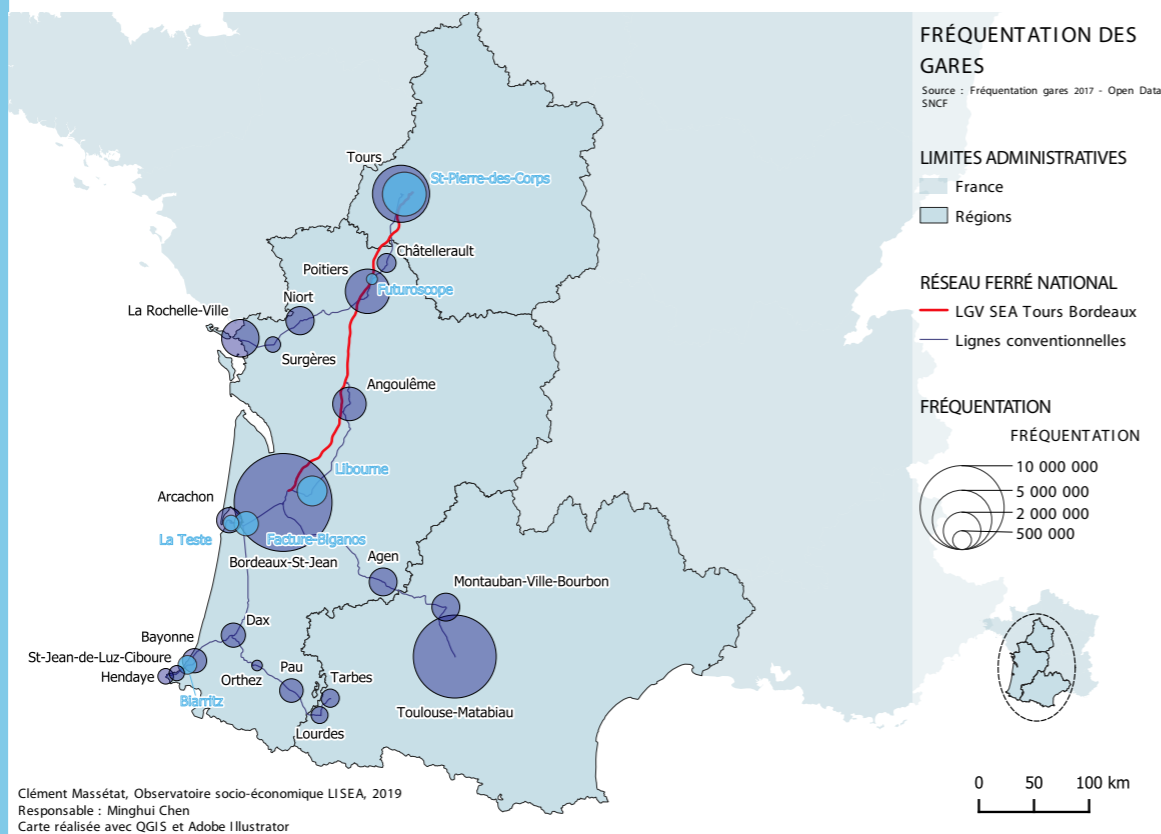 FRÉQUENTATION DES
GARES
Source : Fréquentation gares 2017 - Open Data
SNCF
LIMITES ADMINISTRATIVES
France
Régions
RÉSEAU FERRÉ NATIONAL
LGV SEA Tours Bordeaux
Lignes conventionnelles
FRÉQUENTATION
FRÉQUENTATION
10 000 000
5 000 000
2 000 000
500 000
0 50 100 km
Tours
St-Pierre-des-Corps
Châtellerault
Poitiers
Futuroscope
Niort
La Rochelle-Ville
Surgères
Angoulême
Libourne
Arcachon
La Teste
Facture-Biganos
Bordeaux-St-Jean
Agen
Montauban-Ville-Bourbon
Dax
Bayonne
St-Jean-de-Luz-Ciboure
Hendaye
Orthez
Pau
Tarbes
Biarritz
Lourdes
Toulouse-Matabiau
Clément Massétat, Observatoire socio-économique LISEA, 2019
Responsable : Minghui Chen
Carte réalisée avec QGIS et Adobe Illustrator